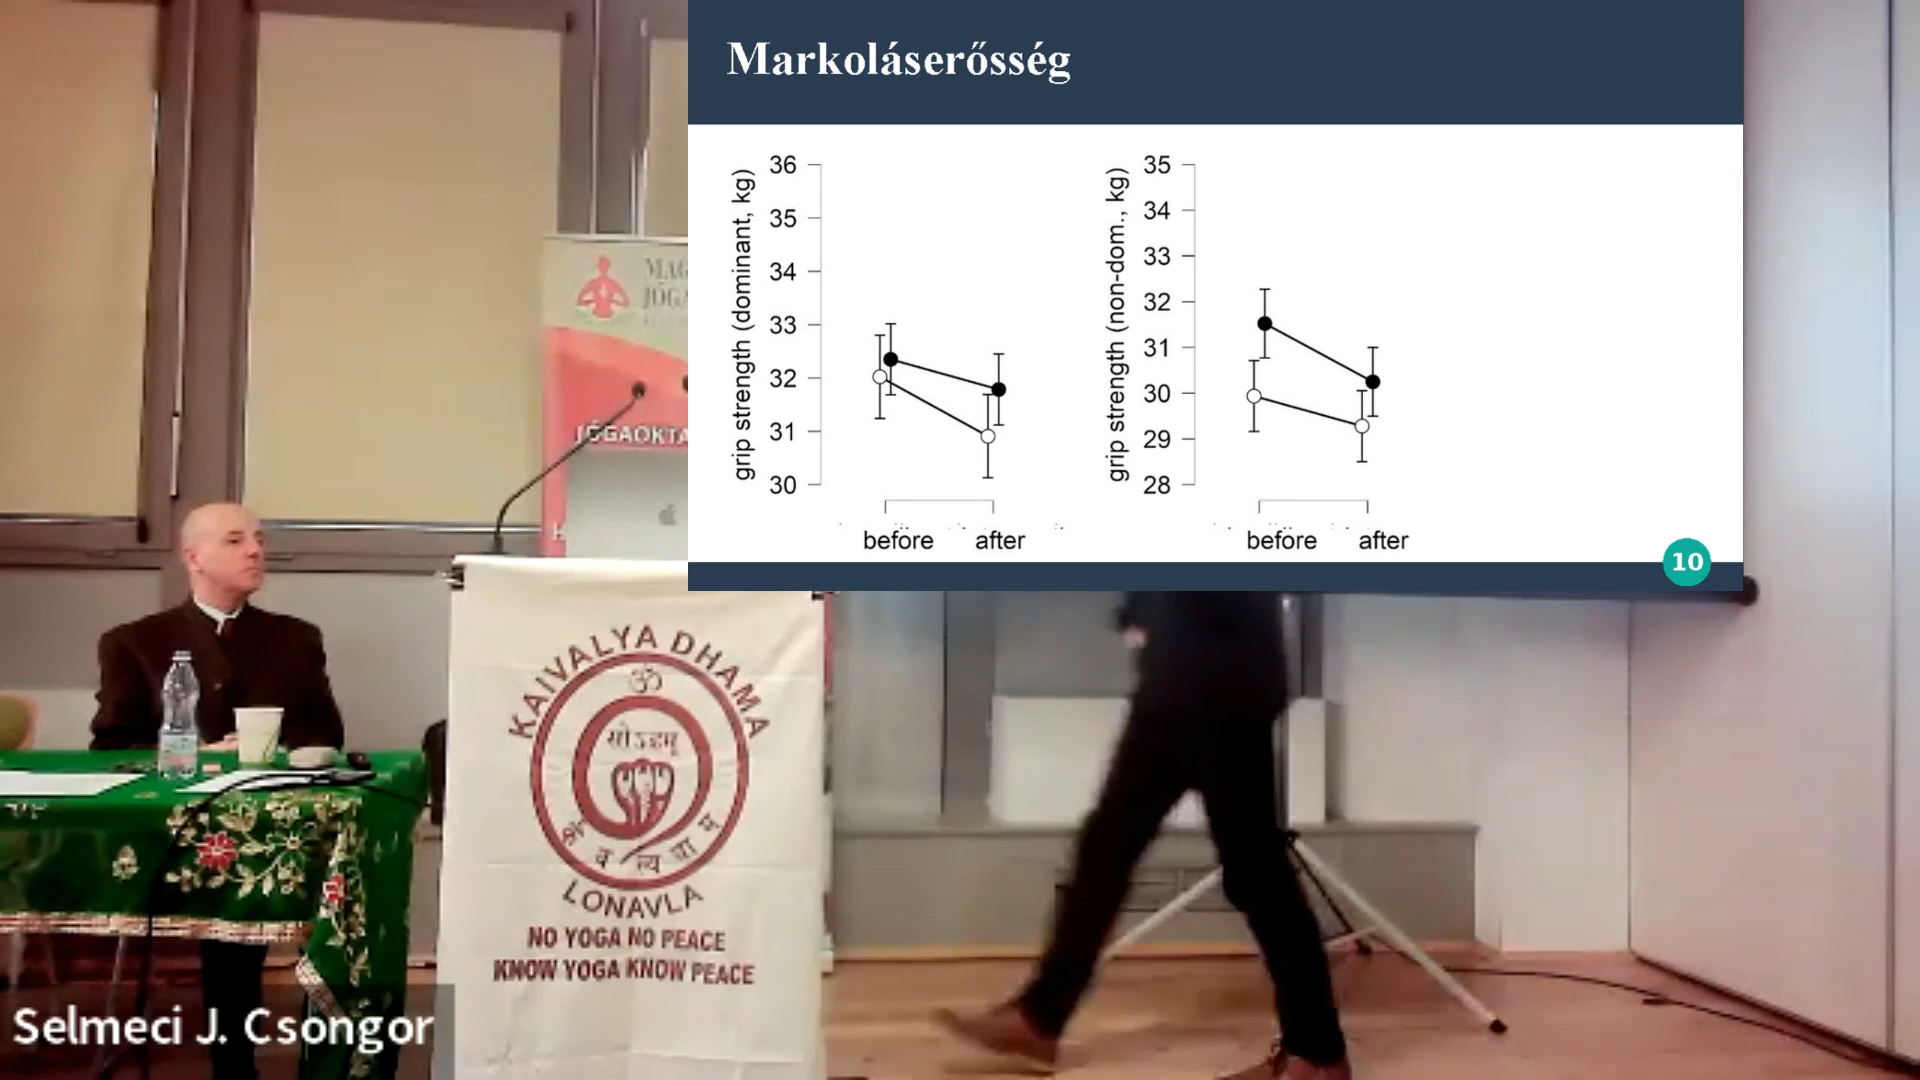 Markoláserősség
grip strength (dominant, kg)
36
35
34
33
32
31
30
before after
grip strength (non-dom., kg)
35
34
33
32
31
30
29
28
before after
10
KAIVALYA DHAMA
ॐ
LONAVLA
NO YOGA NO PEACE
KNOW YOGA KNOW PEACE
Selmeci J. Csongor